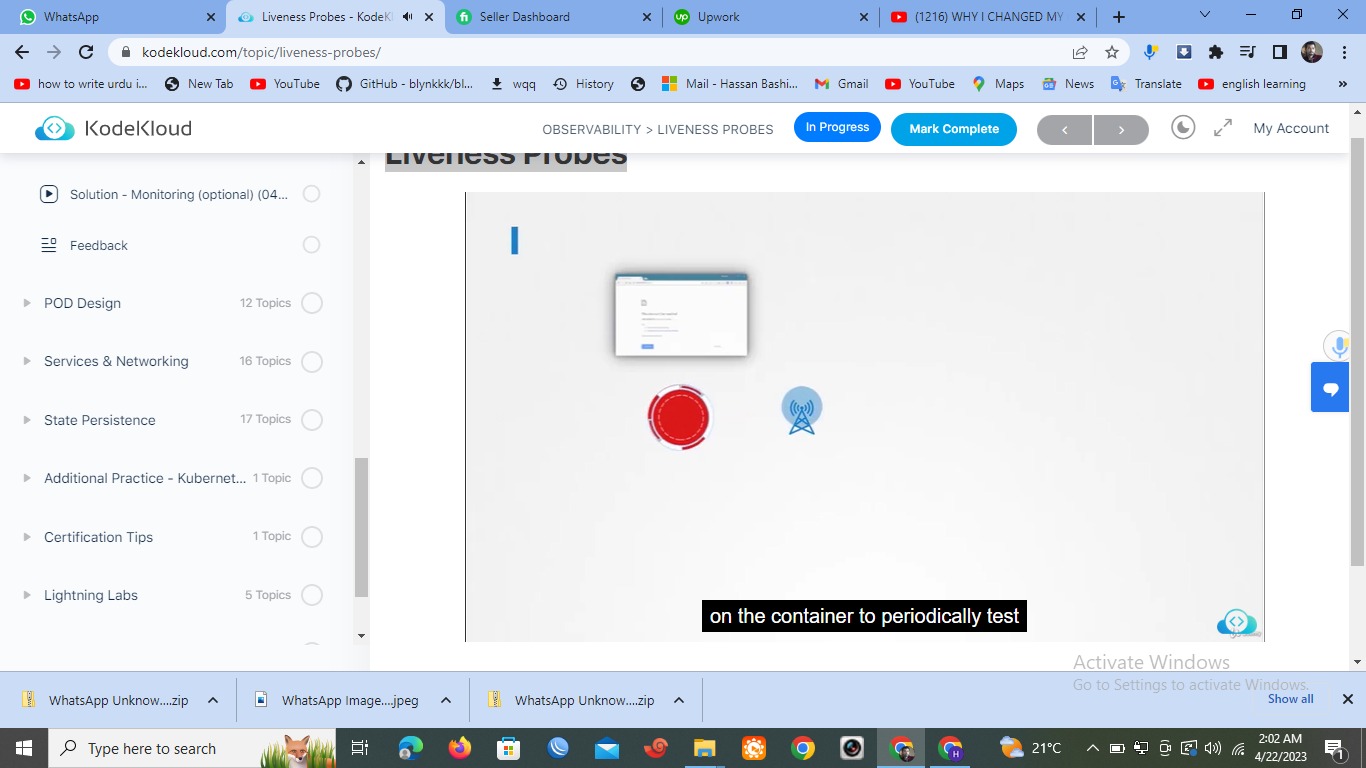 WhatsApp
Liveness Probes - KodeKl
Seller Dashboard
Upwork
(1216) WHY I CHANGED MY
kodekloud.com/topic/liveness-probes/
how to write urdu i...
New Tab
YouTube
GitHub - blynkkk/bl...
wqq
History
Mail - Hassan Bashi...
Gmail
YouTube
Maps
News
Translate
english learning
KodeKloud
OBSERVABILITY > LIVENESS PROBES
In Progress
Mark Complete
My Account
Liveness Probes
Solution - Monitoring (optional) (04...
Feedback
POD Design 12 Topics
Services & Networking 16 Topics
State Persistence 17 Topics
Additional Practice - Kubernet... 1 Topic
Certification Tips 1 Topic
Lightning Labs 5 Topics
on the container to periodically test
Activate Windows
Go to Settings to activate Windows.
WhatsApp Unknow....zip
WhatsApp Image....jpeg
WhatsApp Unknow....zip
Show all
Type here to search
21°C
2:02 AM
4/22/2023